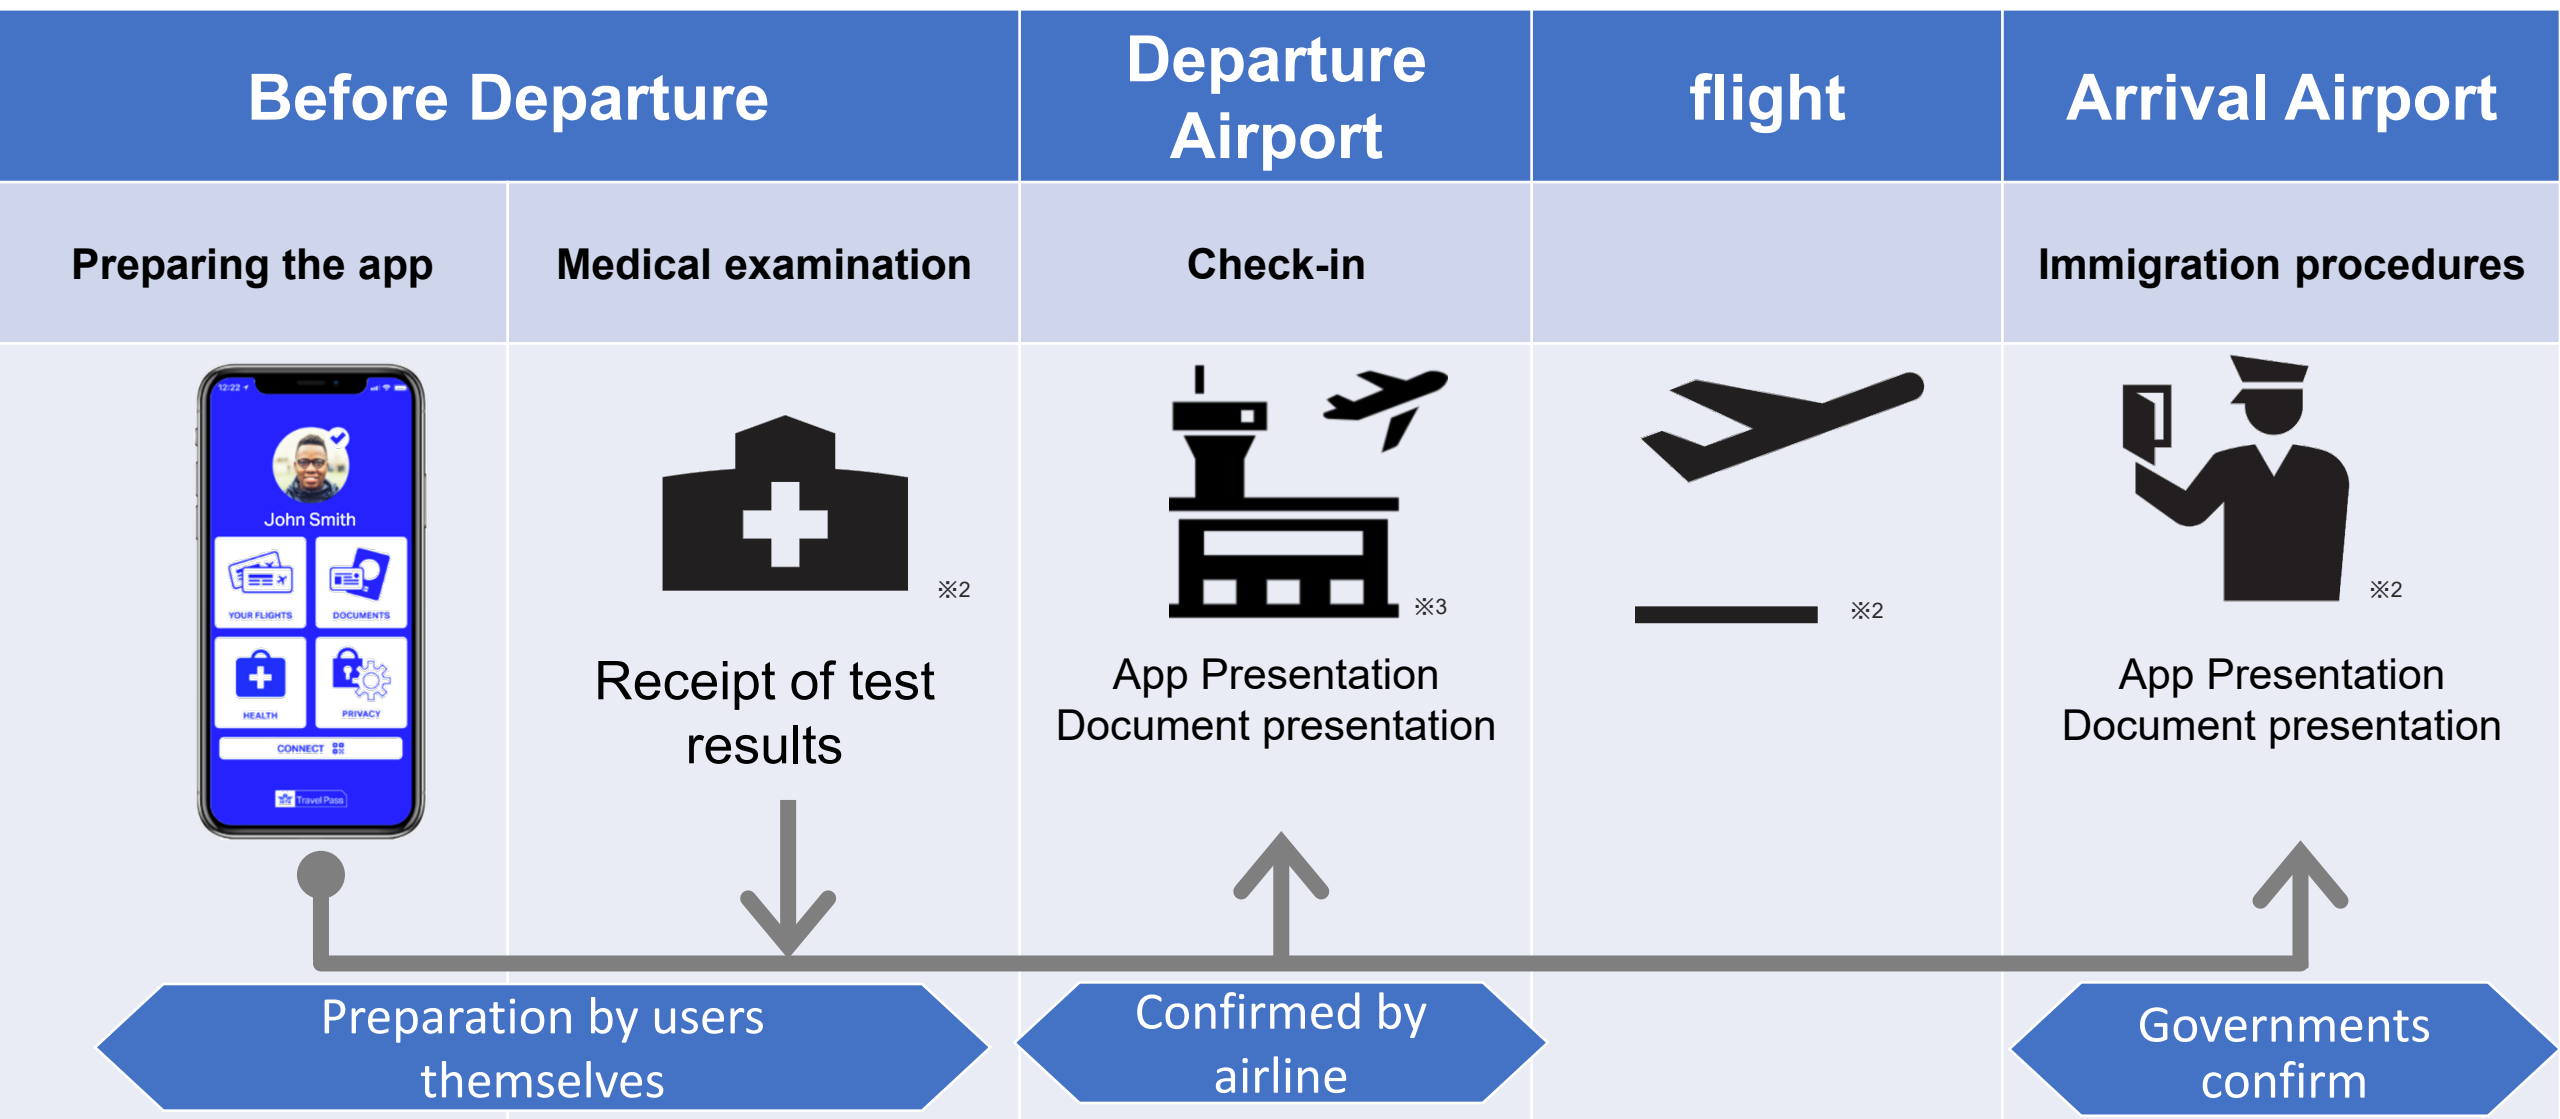 Before Departure
Departure
Airport
flight
Arrival Airport
Preparing the app
Medical examination
Check-in
Immigration procedures
12:22
John Smith
YOUR FLIGHTS
DOCUMENTS
HEALTH
PRIVACY
CONNECT
Travel Pass
※2
Receipt of test
results
※3
App Presentation
Document presentation
※2
※2
App Presentation
Document presentation
Preparation by users
themselves
Confirmed by
airline
Governments
confirm